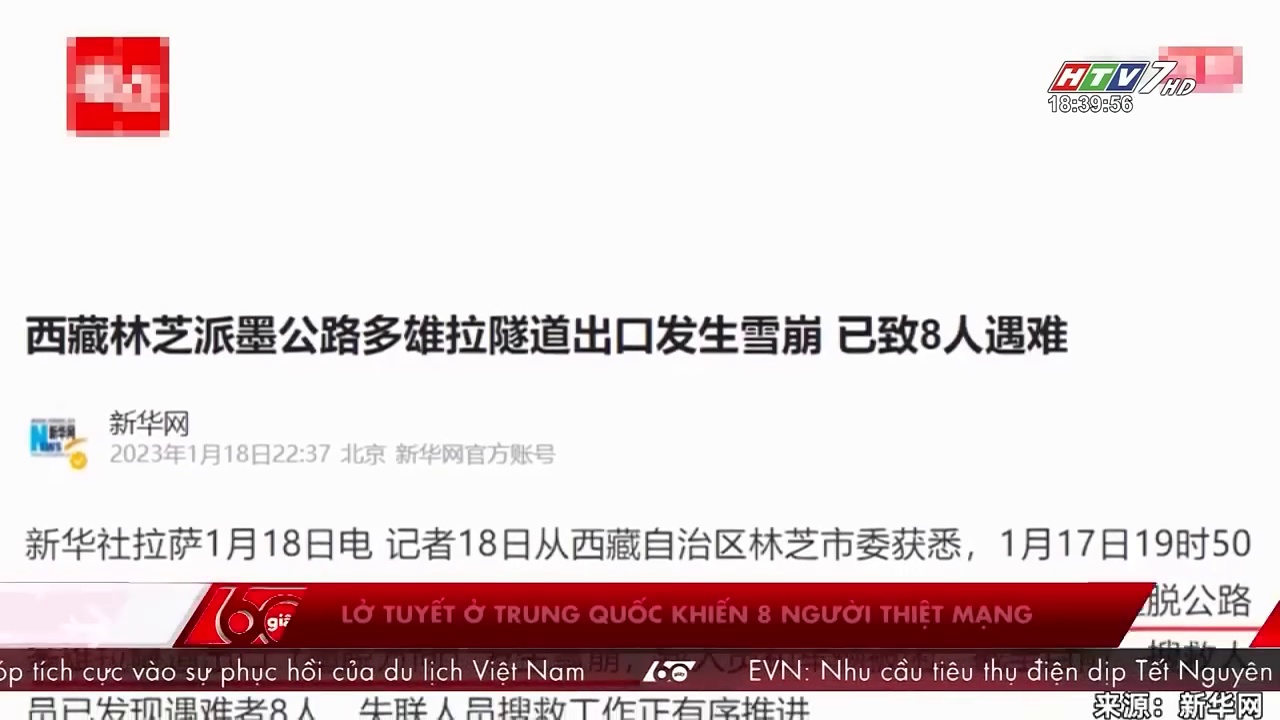 HTV7 HD
18:39:56
西藏林芝派墨公路多雄拉隧道出口发生雪崩 已致8人遇难
新华网
2023年1月18日22:37 北京 新华网官方账号
新华社拉萨1月18日电 记者18日从西藏自治区林芝市委获悉，1月17日19时50
脱公路
60 giây LỞ TUYẾT Ở TRUNG QUỐC KHIẾN 8 NGƯỜI THIỆT MẠNG
óp tích cực vào sự phục hồi của du lịch Việt Nam 60 giây EVN: Nhu cầu tiêu thụ điện dịp Tết Nguyên
员已发现遇难者8人，失联人员搜救工作正有序推进
来源：新华网